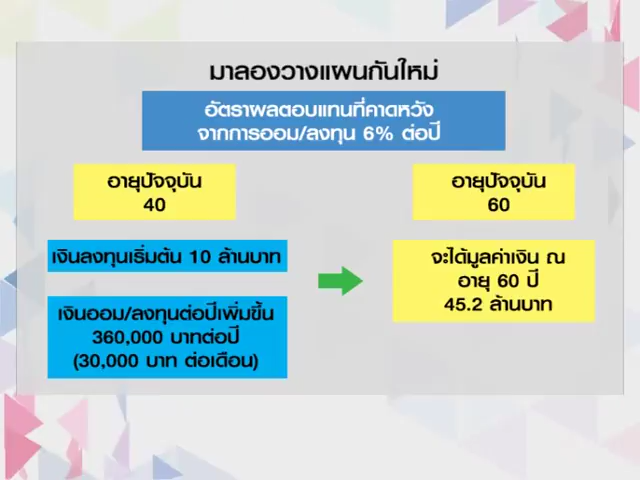 มาลองวางแผนกันใหม่
อัตราผลตอบแทนที่คาดหวัง
จากการออม/ลงทุน 6% ต่อปี
อายุปัจจุบัน
40
เงินลงทุนเริ่มต้น 10 ล้านบาท
เงินออม/ลงทุนต่อปีเพิ่มขึ้น
360,000 บาทต่อปี
(30,000 บาท ต่อเดือน)
อายุปัจจุบัน
60
จะได้มูลค่าเงิน ณ
อายุ 60 ปี
45.2 ล้านบาท